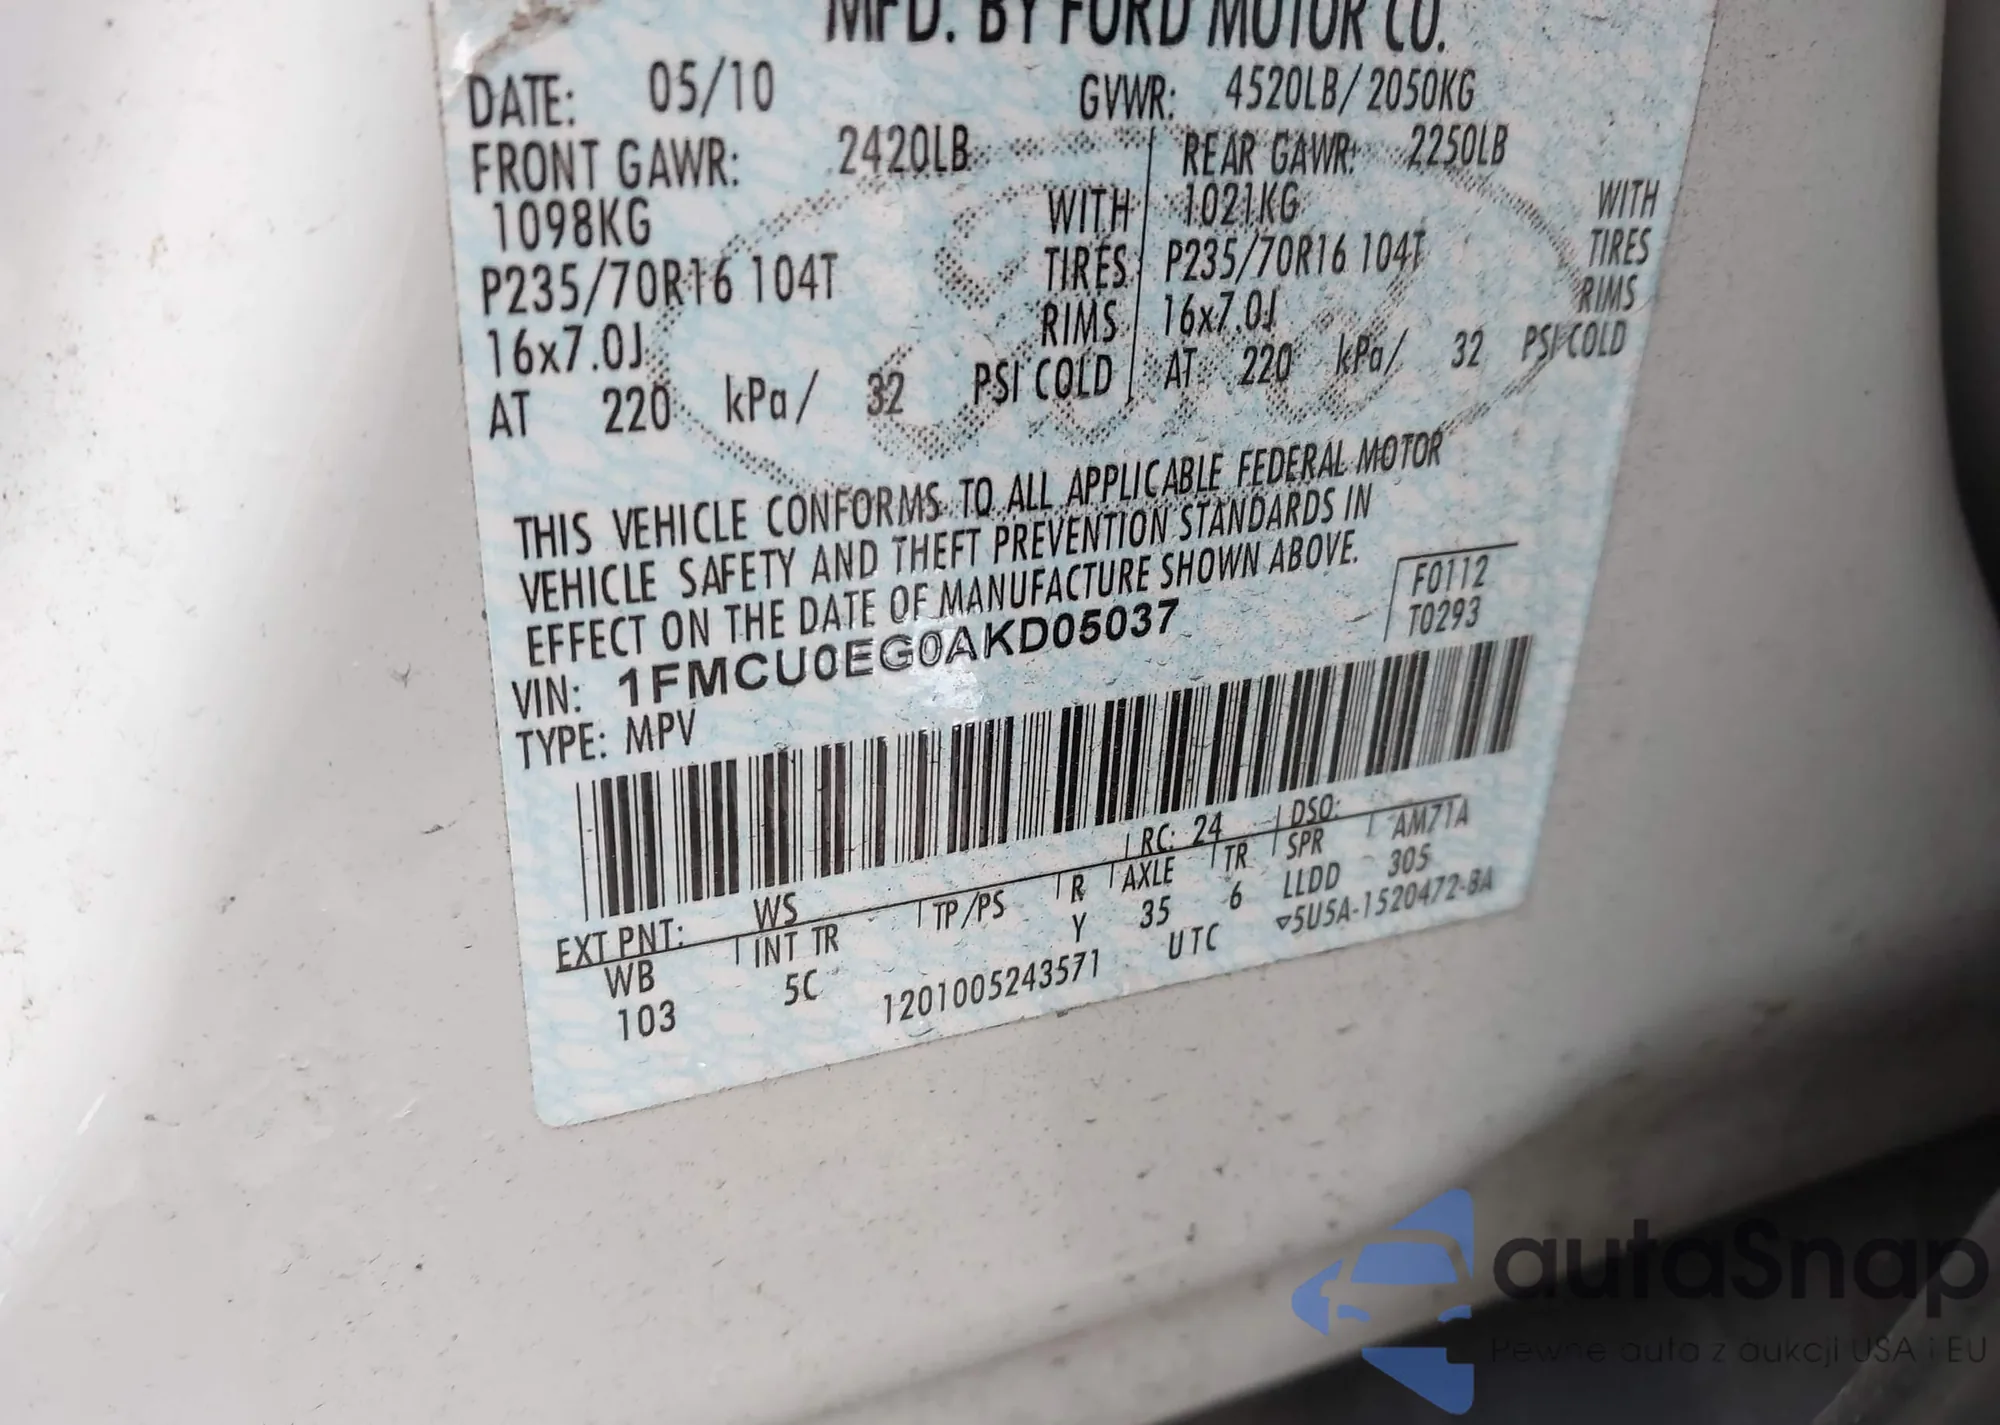 MFD. BY FORD MOTOR CO.
DATE: 05/10 GVWR: 4520LB/2050KG
FRONT GAWR: 2420LB REAR GAWR: 2250LB
1098KG WITH 1021KG WITH
P235/70R16 104T TIRES P235/70R16 104T TIRES
16x7.0J RIMS 16x7.0J RIMS
AT 220 kPa/ 32 PSI COLD AT 220 kPa/ 32 PSI COLD
THIS VEHICLE CONFORMS TO ALL APPLICABLE FEDERAL MOTOR
VEHICLE SAFETY AND THEFT PREVENTION STANDARDS IN
EFFECT ON THE DATE OF MANUFACTURE SHOWN ABOVE.
F0112
T0293
VIN: 1FMCU0EG0AKD05037
TYPE: MPV
EXT PNT: WS RC: 24 DSO: AM71A
WB INT TR TP/PS R AXLE TR SPR
103 5C Y 35 6 LLDD 305
1201005243571 UTC ▽5U5A-1520472-BA
autaSnap
Pewne auta z aukcji USA i EU